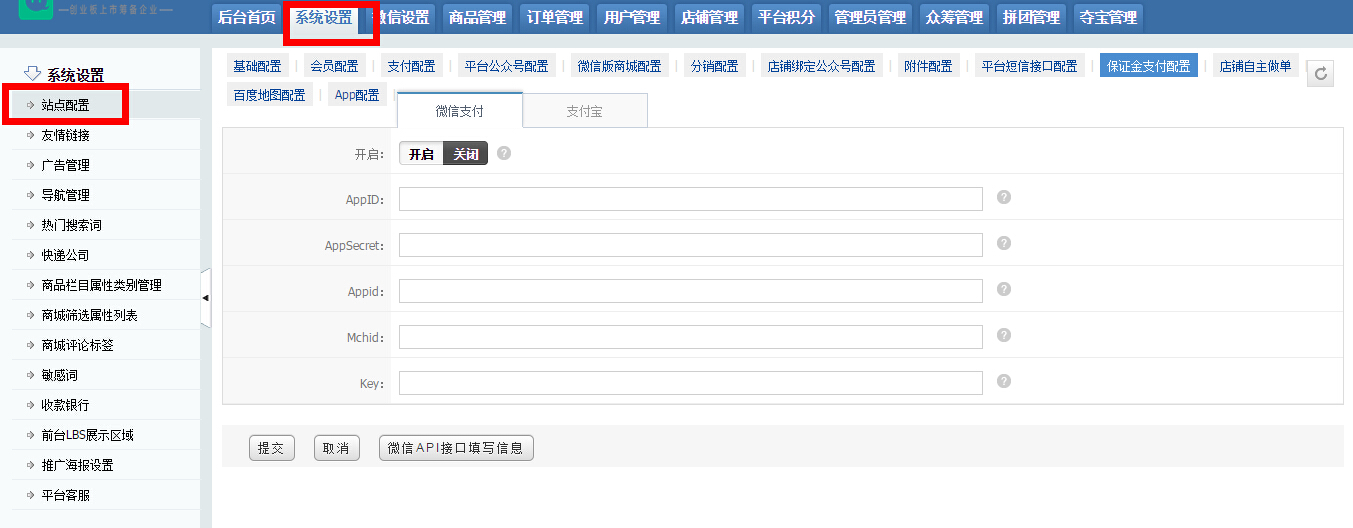 一创业板上市筹备企业一
后台首页 系统设置 微信设置 商品管理 订单管理 用户管理 店铺管理 平台积分 管理员管理 众筹管理 拼团管理 夺宝管理
系统设置
站点配置
友情链接
广告管理
导航管理
热门搜索词
快递公司
商品栏目属性类别管理
商城筛选属性列表
商城评论标签
敏感词
收款银行
前台LBS展示区域
推广海报设置
平台客服
基础配置 | 会员配置 | 支付配置 | 平台公众号配置 | 微信版商城配置 | 分销配置 | 店铺绑定公众号配置 | 附件配置 | 平台短信接口配置 | 保证金支付配置 | 店铺自主做单
百度地图配置 | App配置 |
微信支付 支付宝
开启: 开启 关闭 ?
AppID: ?
AppSecret: ?
Appid: ?
Mchid: ?
Key: ?
提交 取消 微信API接口填写信息